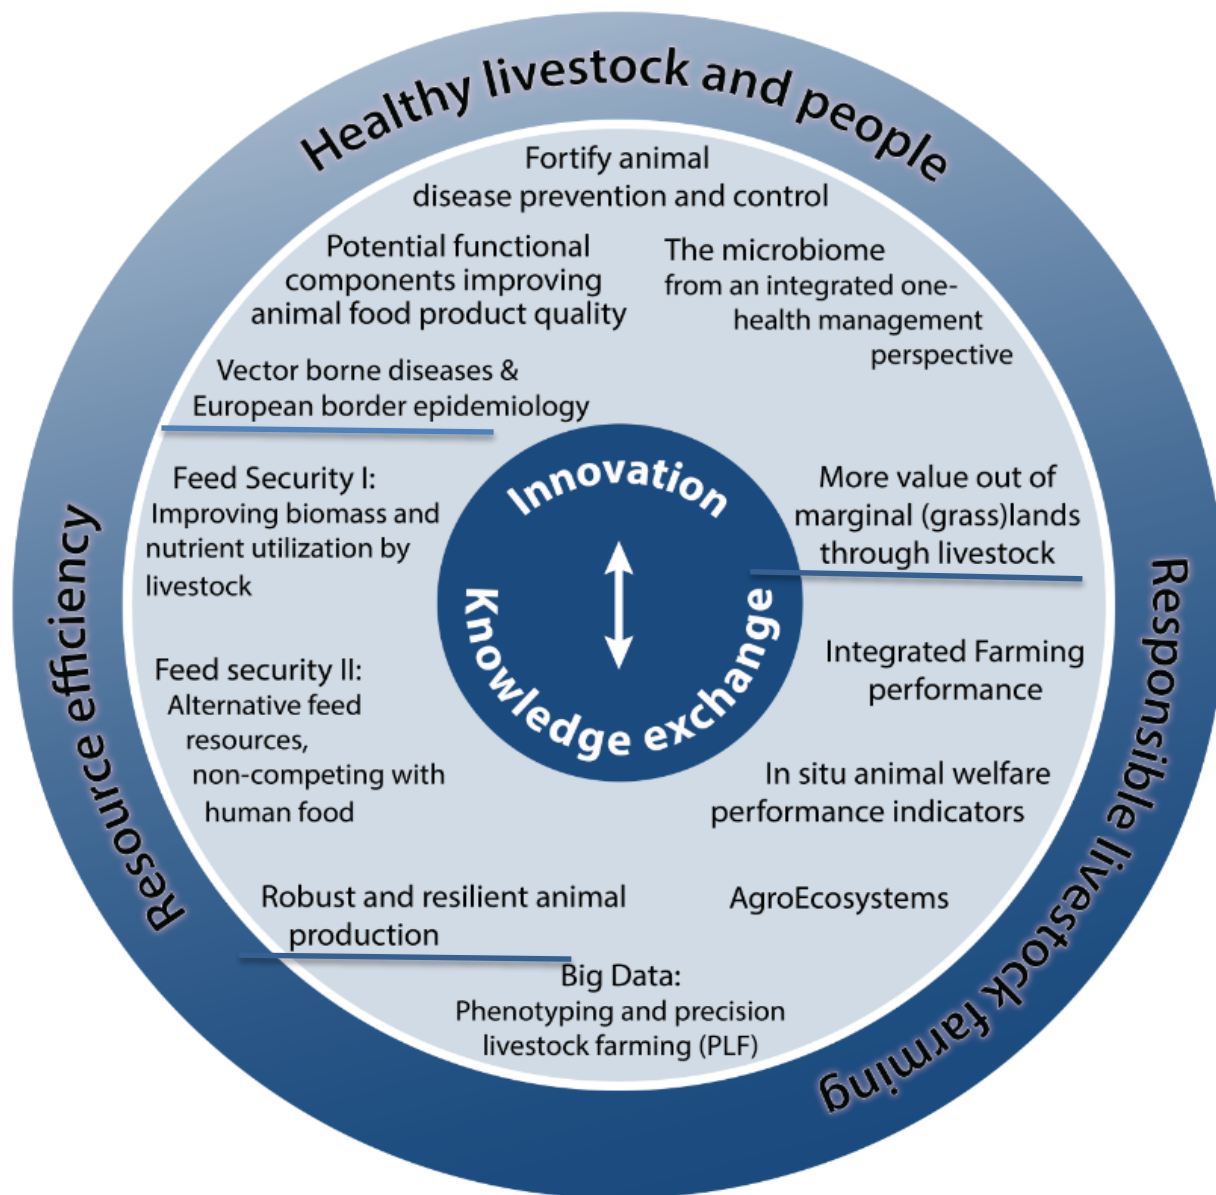 Healthy livestock and people
Fortify animal
disease prevention and control
Potential functional
components improving
animal food product quality
The microbiome
from an integrated one-
health management
perspective
Vector borne diseases &
European border epidemiology
Innovation
Knowledge exchange
Feed Security I:
Improving biomass and
nutrient utilization by
livestock
More value out of
marginal (grass)lands
through livestock
Resource efficiency
Responsible livestock farming
Feed security II:
Alternative feed
resources,
non-competing with
human food
Integrated Farming
performance
In situ animal welfare
performance indicators
Robust and resilient animal
production
AgroEcosystems
Big Data:
Phenotyping and precision
livestock farming (PLF)